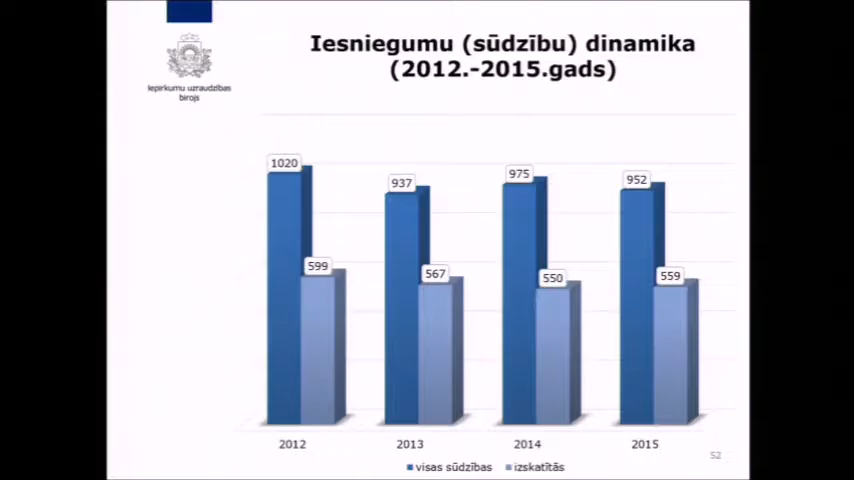 Iesniegumu (sūdzību) dinamika
(2012.-2015.gads)
Iepirkumu uzraudzības
birojs
1020
937
975
952
599
567
550
559
2012
2013
2014
2015
visas sūdzības
izskatītās
52